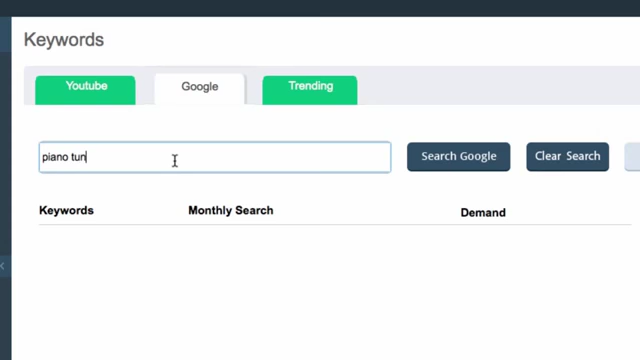 Keywords
Youtube Google Trending
piano tun Search Google Clear Search
Keywords Monthly Search Demand